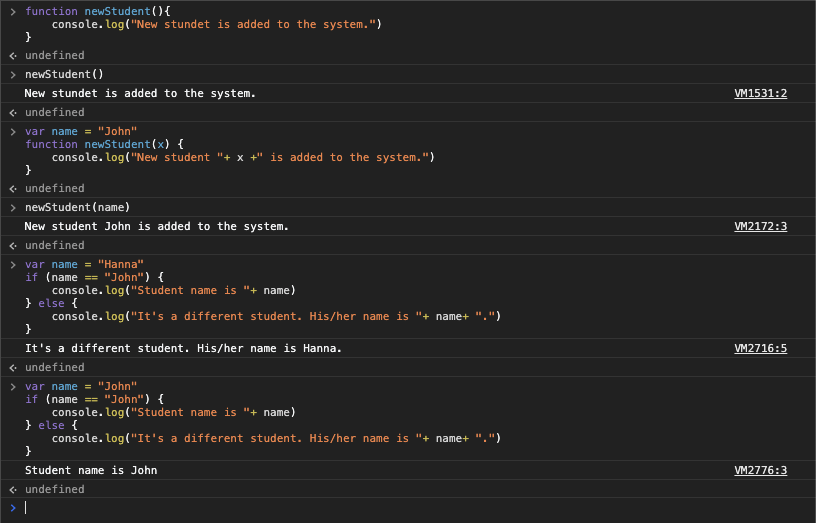 > function newStudent(){
    console.log("New stundet is added to the system.")
}
<· undefined
> newStudent()
New stundet is added to the system. VM1531:2
<· undefined
> var name = "John"
function newStudent(x) {
    console.log("New student "+ x +" is added to the system.")
}
<· undefined
> newStudent(name)
New student John is added to the system. VM2172:3
<· undefined
> var name = "Hanna"
if (name == "John") {
    console.log("Student name is "+ name)
} else {
    console.log("It's a different student. His/her name is "+ name+ ".")
}
It's a different student. His/her name is Hanna. VM2716:5
<· undefined
> var name = "John"
if (name == "John") {
    console.log("Student name is "+ name)
} else {
    console.log("It's a different student. His/her name is "+ name+ ".")
}
Student name is John VM2776:3
<· undefined
>